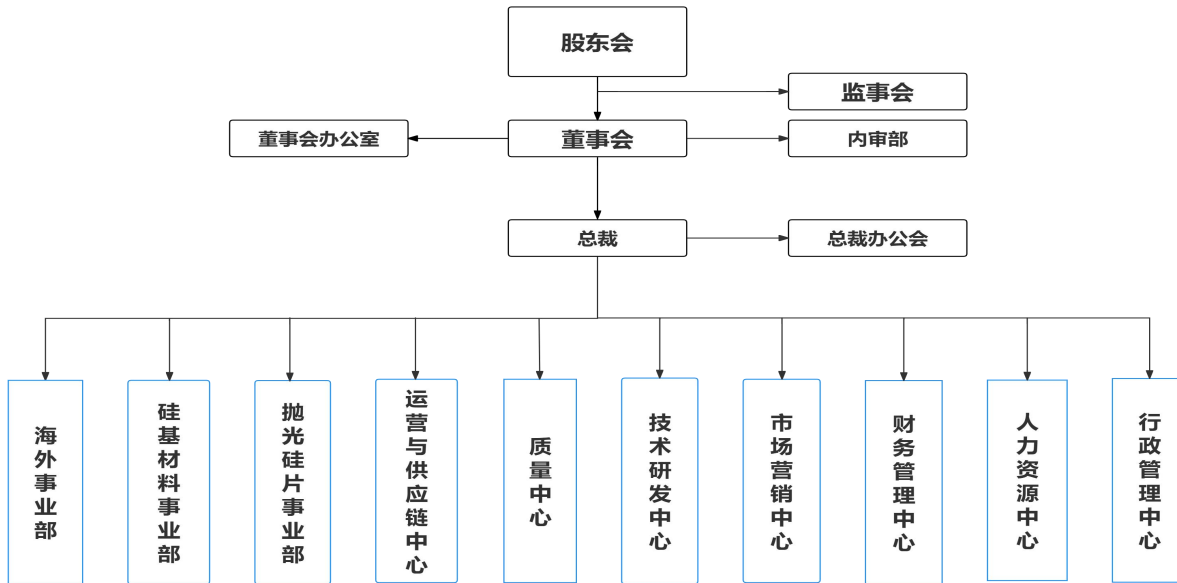 股东会
监事会
董事会办公室
董事会
内审部
总裁
总裁办公会
海外事业部
硅基材料事业部
抛光硅片事业部
运营与供应链中心
质量中心
技术研发中心
市场营销中心
财务管理中心
人力资源中心
行政管理中心